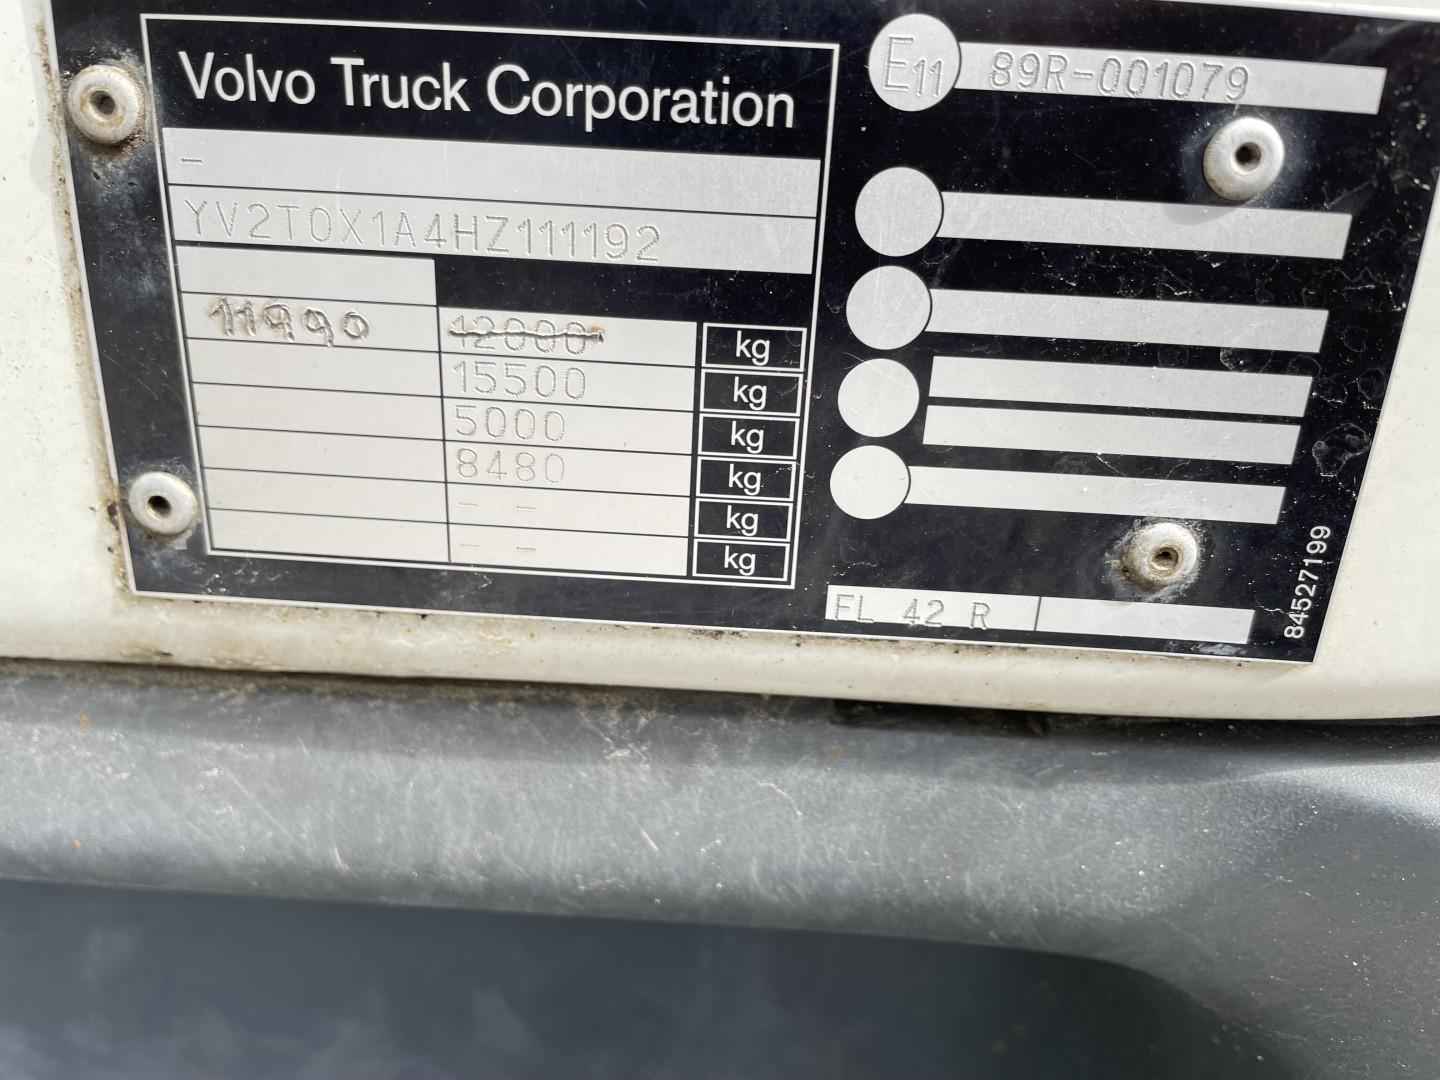 Volvo Truck Corporation
-
YV2T0X1A4HZ111192
11990 12000 kg
15500 kg
5000 kg
8480 kg
- - kg
- - kg
E11 89R-001079
FL 42 R
84527199